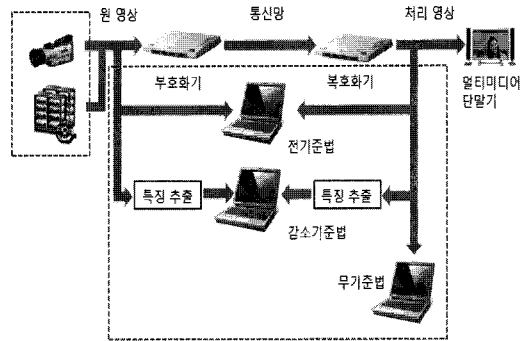 원 영상
통신망
처리 영상
부호화기
복호화기
멀티미디어
단말기
전기준법
특징 추출
특징 추출
감소기준법
무기준법